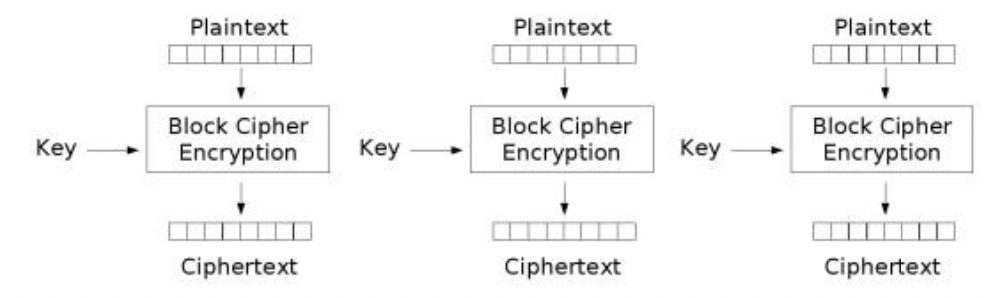 Plaintext Plaintext Plaintext
Block Cipher Block Cipher Block Cipher
Key Encryption Key Encryption Key Encryption
Ciphertext Ciphertext Ciphertext